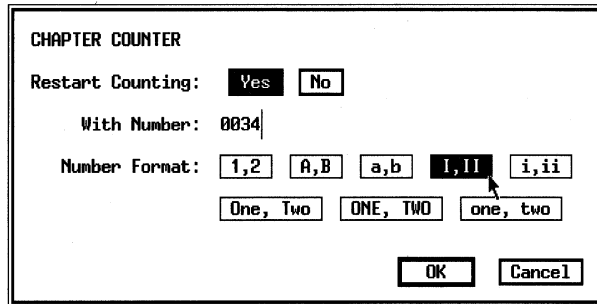 CHAPTER COUNTER
Restart Counting: Yes No
With Number: 0034
Number Format: 1,2 A,B a,b I,II i,ii
One, Two ONE, TWO one, two
OK Cancel